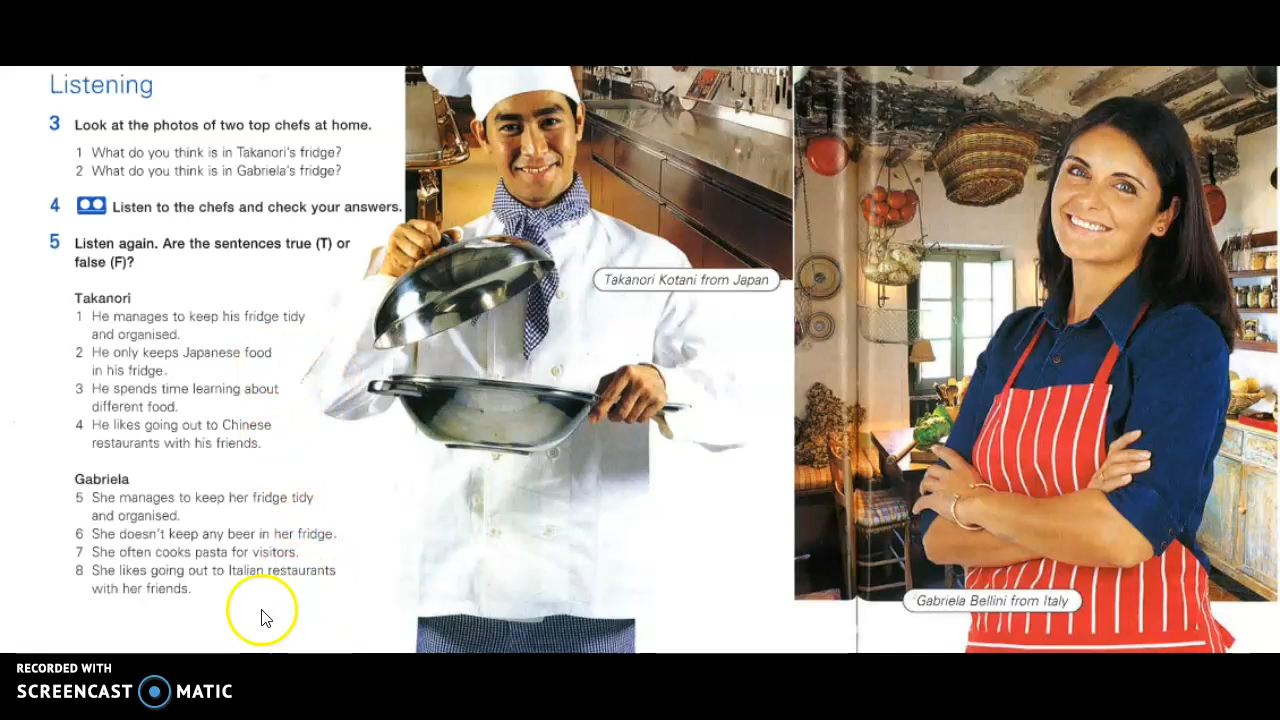 Listening
3 Look at the photos of two top chefs at home.
1 What do you think is in Takanori's fridge?
2 What do you think is in Gabriela's fridge?
4 Listen to the chefs and check your answers.
5 Listen again. Are the sentences true (T) or
false (F)?
Takanori
1 He manages to keep his fridge tidy
and organised.
2 He only keeps Japanese food
in his fridge.
3 He spends time learning about
different food.
4 He likes going out to Chinese
restaurants with his friends.
Gabriela
5 She manages to keep her fridge tidy
and organised.
6 She doesn't keep any beer in her fridge.
7 She often cooks pasta for visitors.
8 She likes going out to Italian restaurants
with her friends.
Takanori Kotani from Japan
Gabriela Bellini from Italy
RECORDED WITH
SCREENCAST MATIC